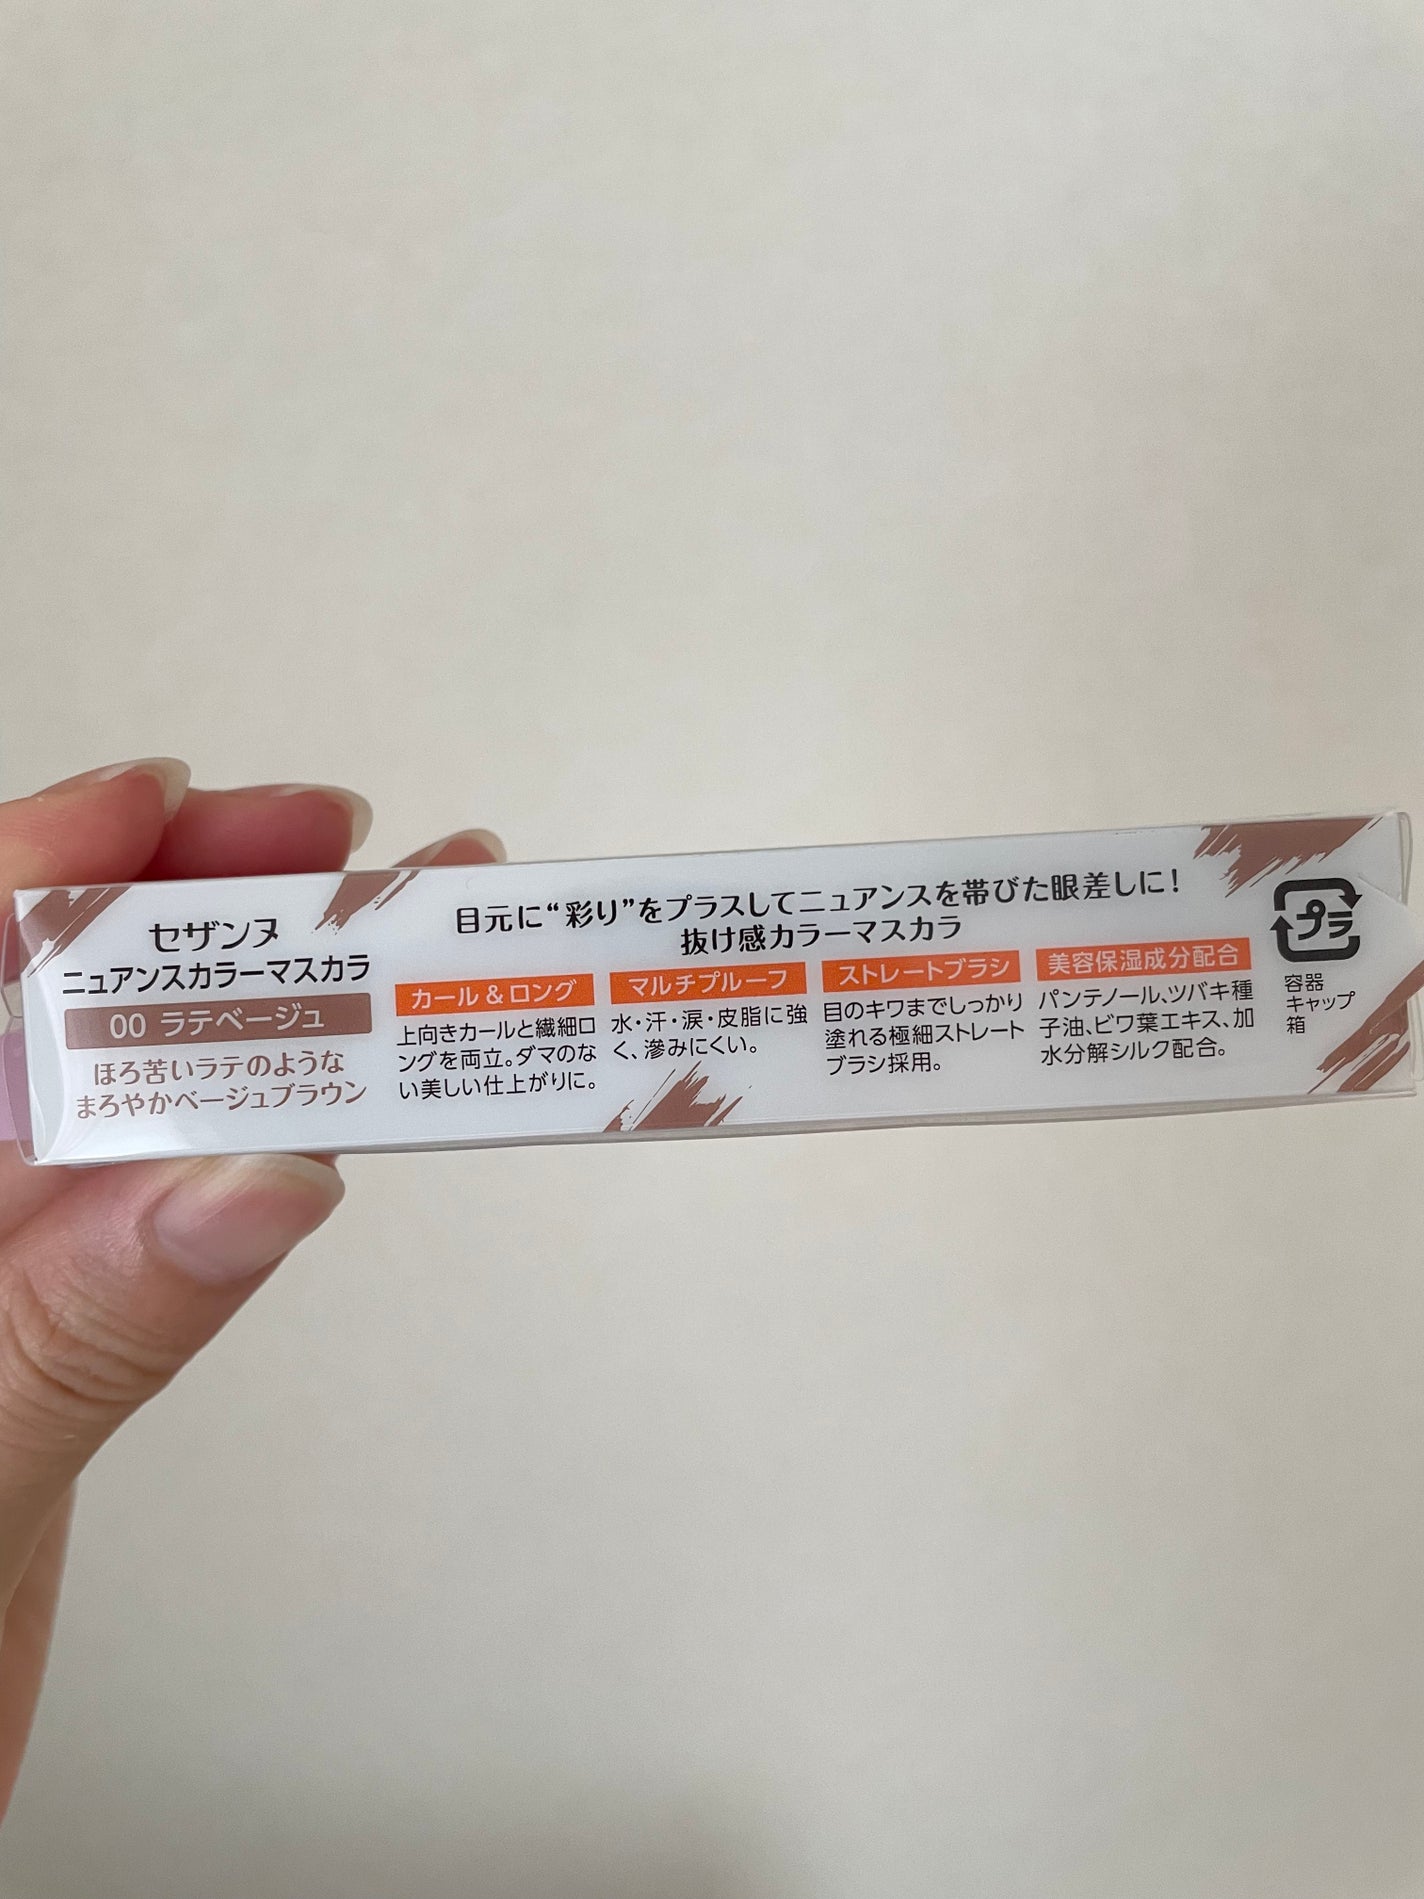 セザンヌ
ニュアンスカラーマスカラ
00 ラテベージュ
ほろ苦いラテのような
まろやかベージュブラウン
目元に“彩り”をプラスしてニュアンスを帯びた眼差しに!
抜け感カラーマスカラ
カール&ロング
上向きカールと繊細ロ
ングを両立。ダマのな
い美しい仕上がりに。
マルチプルーフ
水・汗・涙・皮脂に強
く、滲みにくい。
ストレートブラシ
目のキワまでしっかり
塗れる極細ストレート
ブラシ採用。
美容保湿成分配合
パンテノール、ツバキ種
子油、ビワ葉エキス、加
水分解シルク配合。
プラ
容器
キャップ
箱